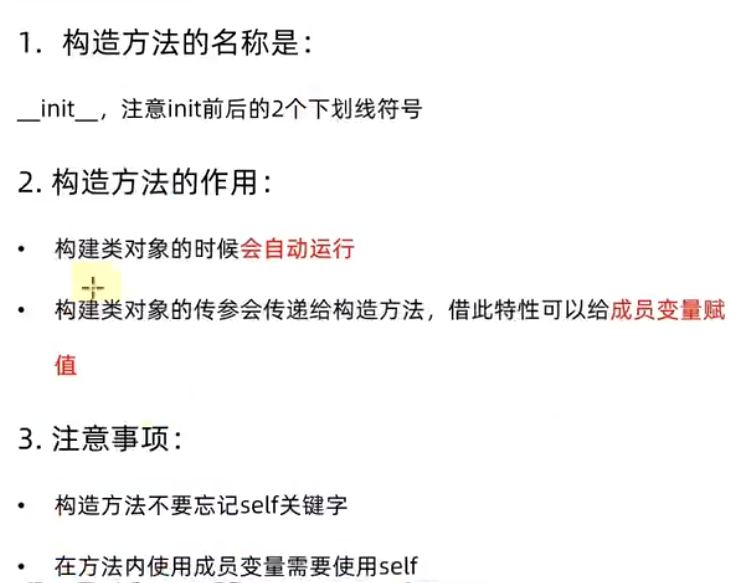 1. 构造方法的名称是：
__init__，注意init前后的2个下划线符号
2. 构造方法的作用：
• 构建类对象的时候会自动运行
• 构建类对象的传参会传递给构造方法，借此特性可以给成员变量赋
值
3. 注意事项：
• 构造方法不要忘记self关键字
• 在方法内使用成员变量需要使用self